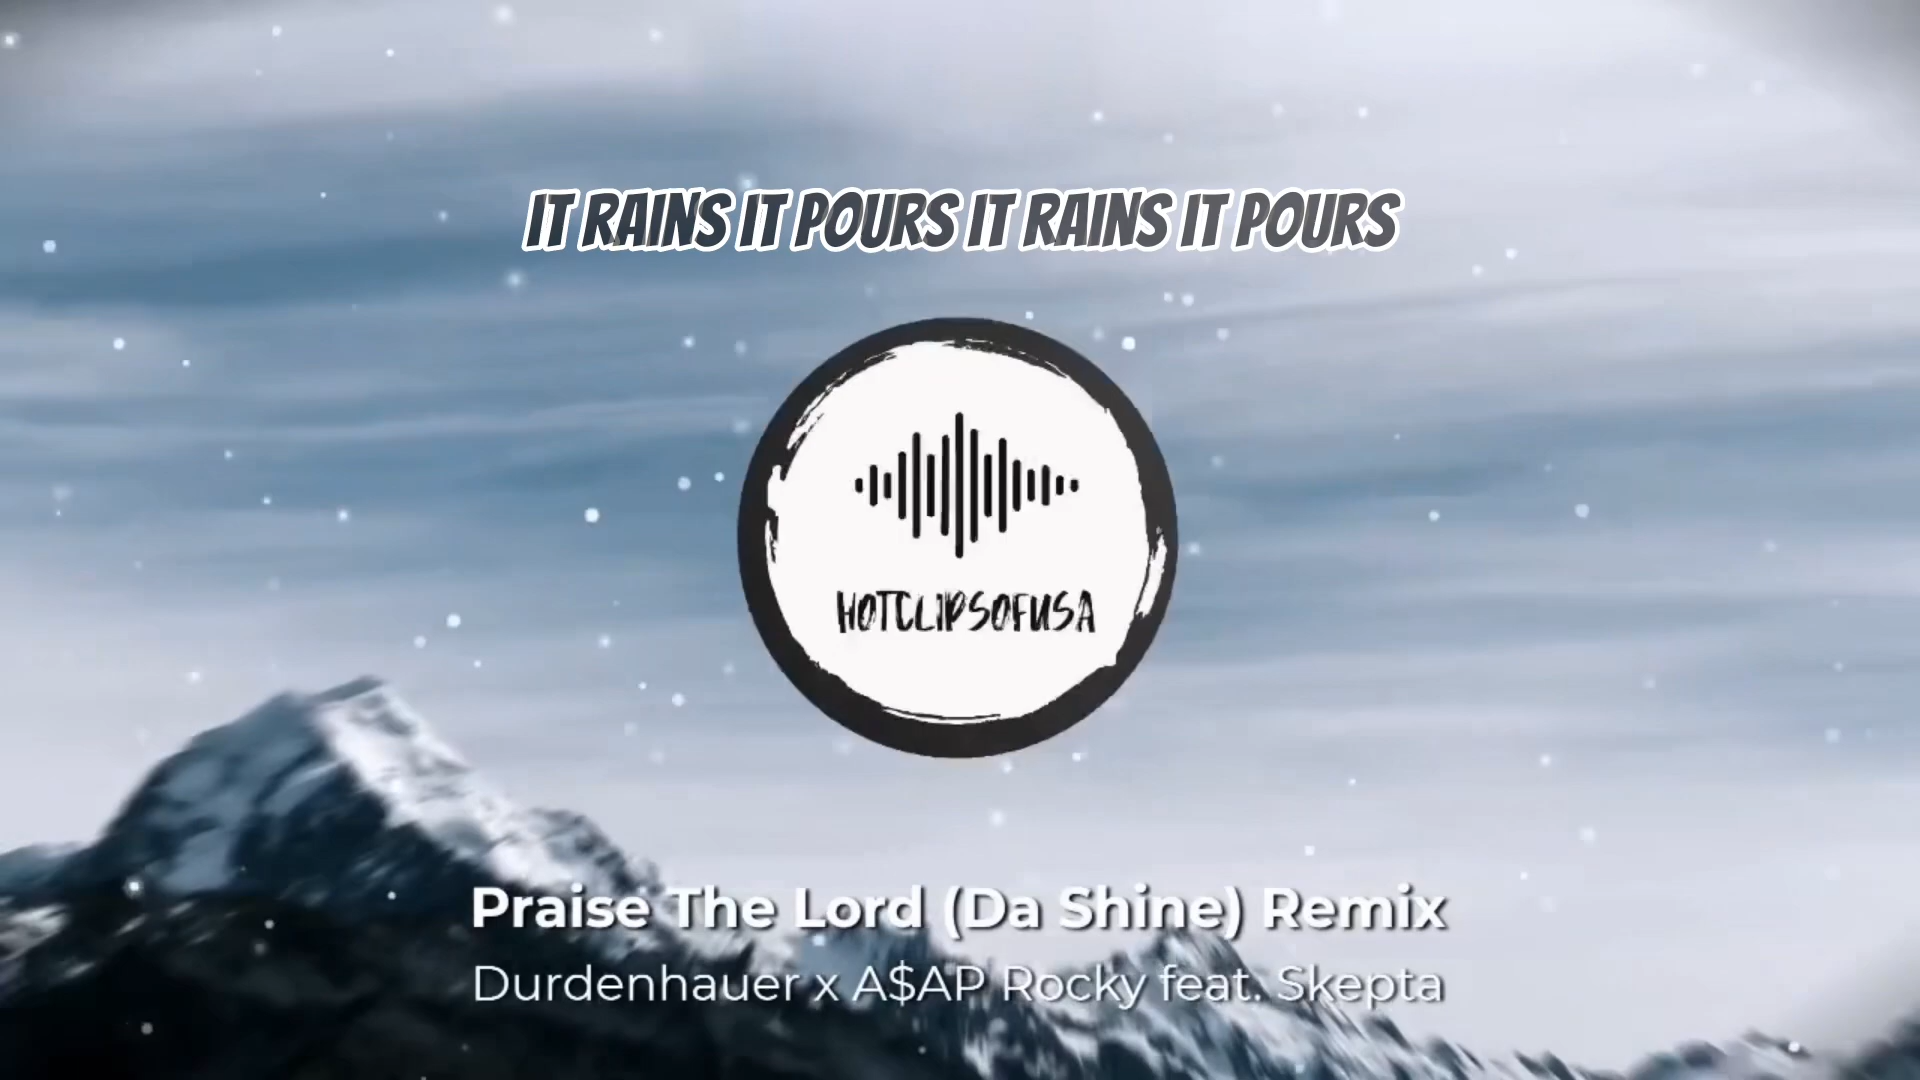 IT RAINS IT POURS IT RAINS IT POURS
HOTCLIPSOFUSA
Praise The Lord (Da Shine) Remix
Durdenhauer x A$AP Rocky feat. Skepta